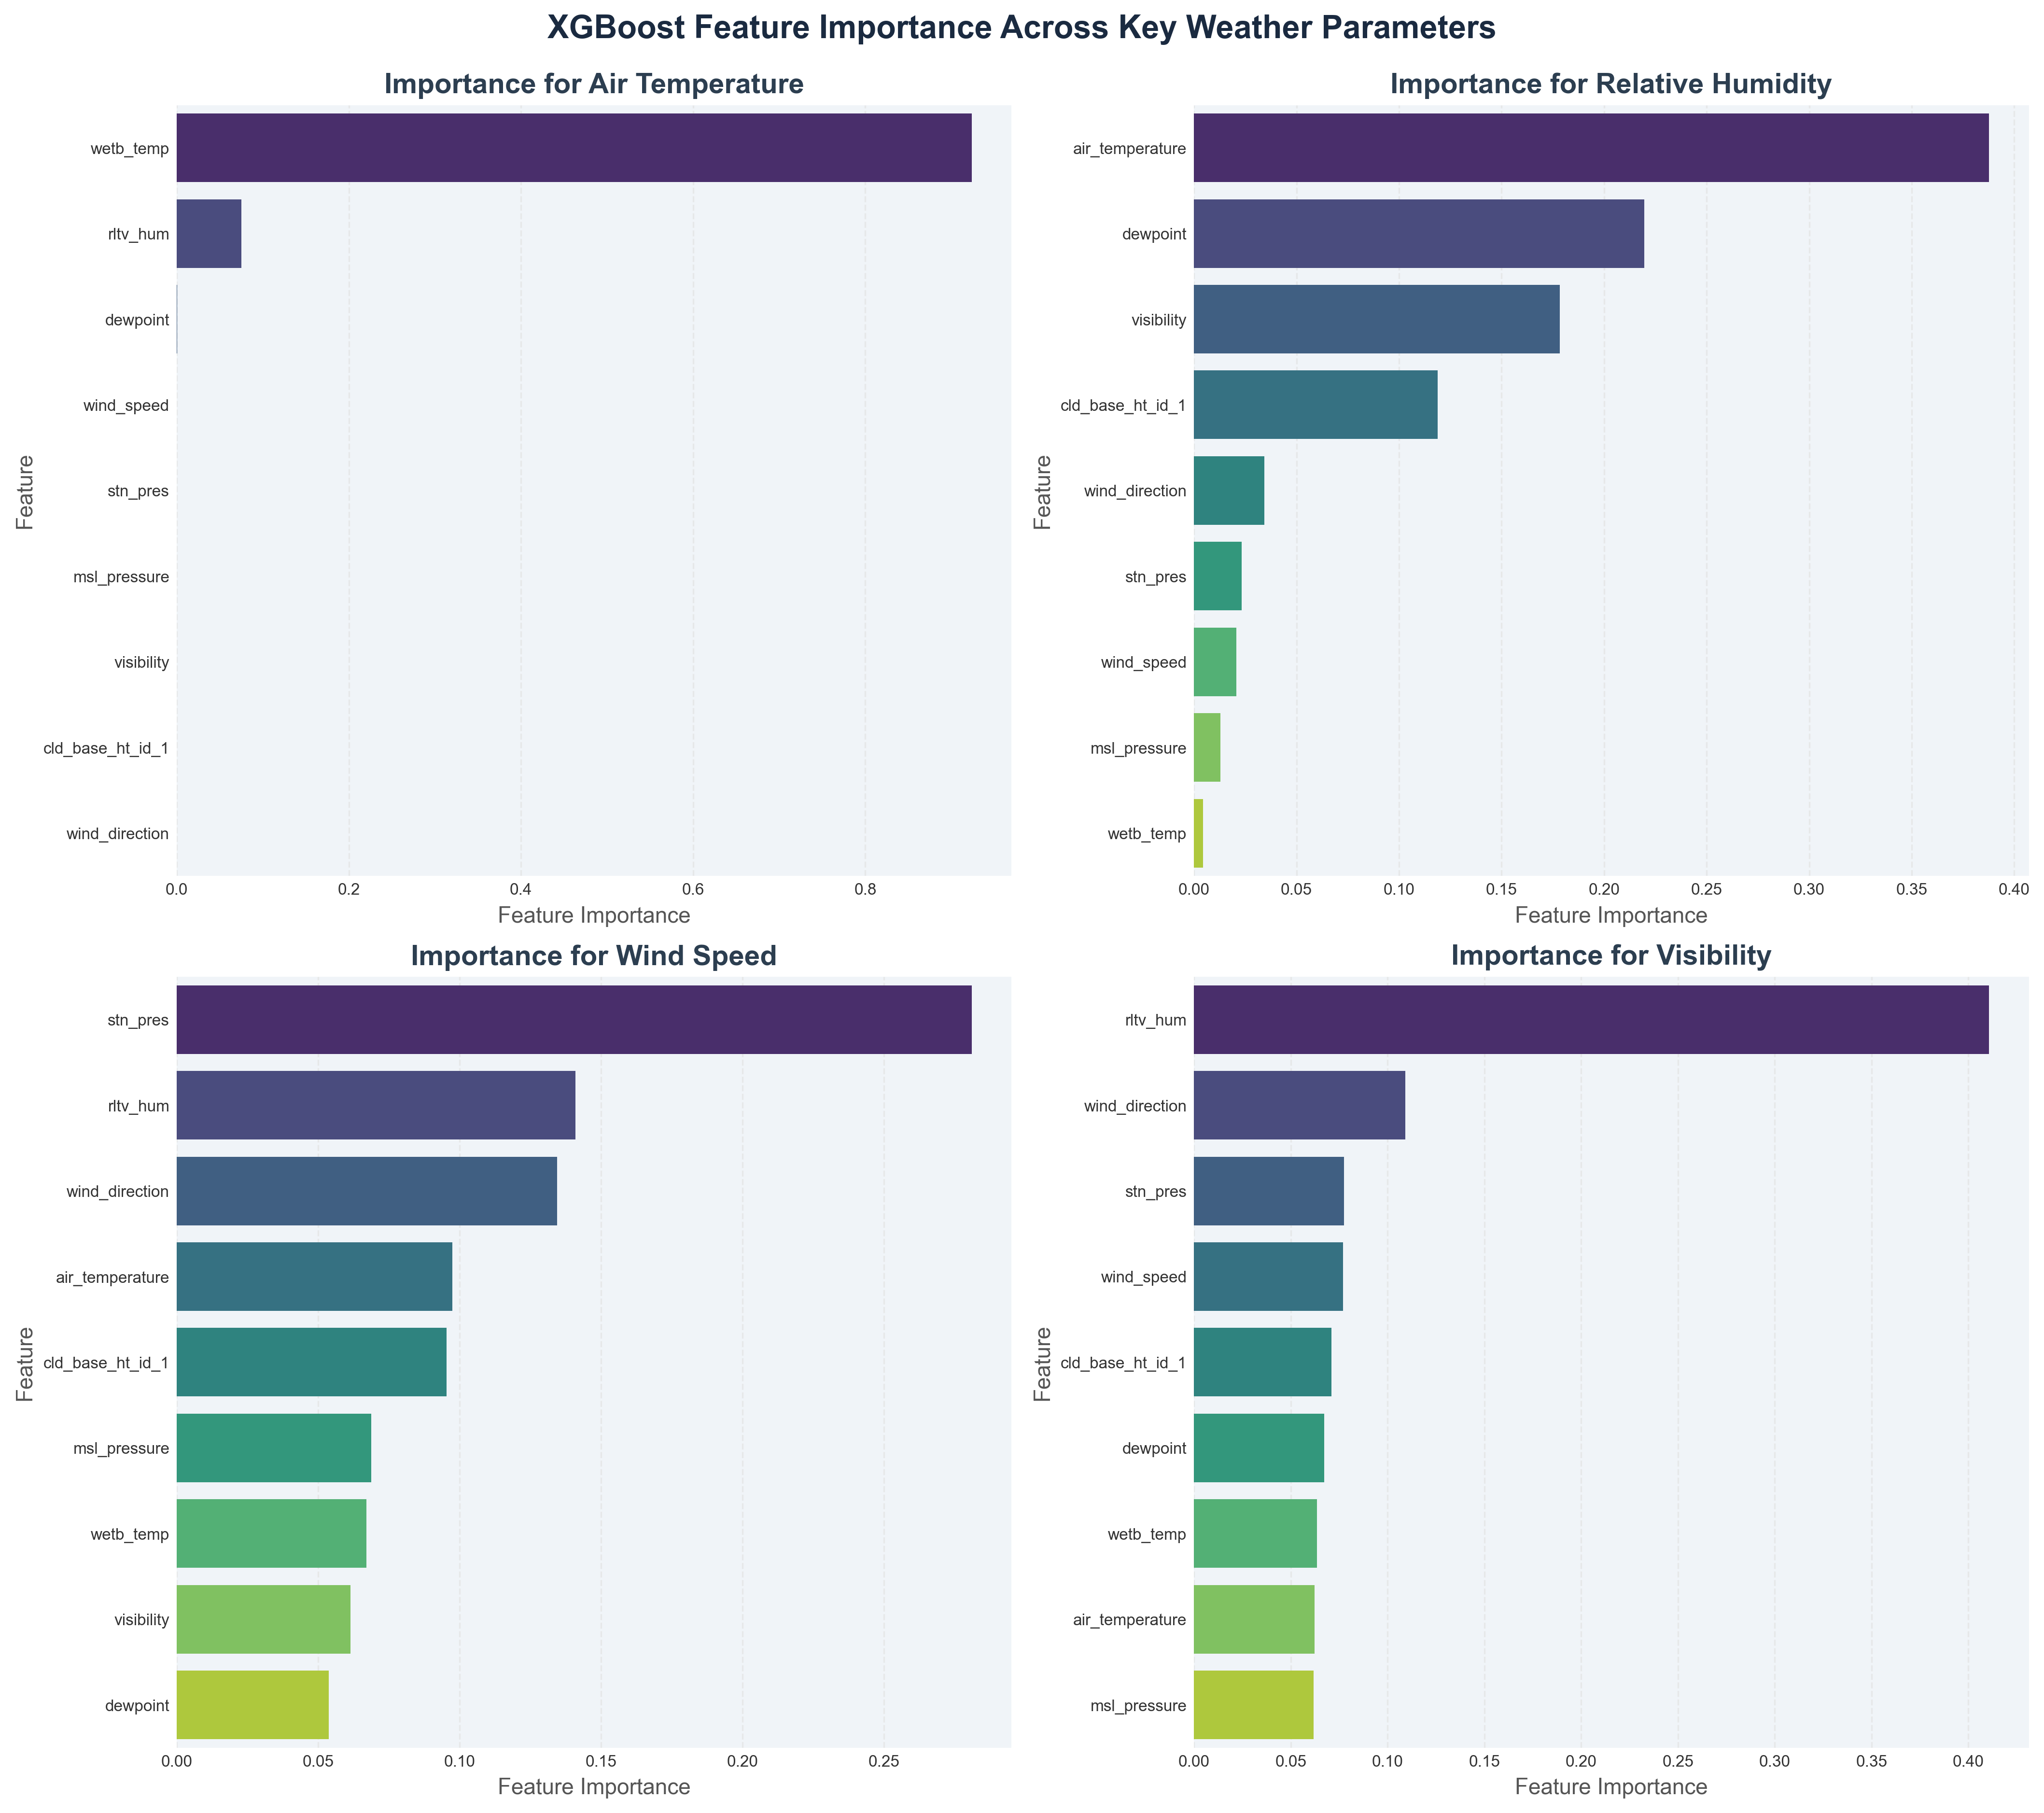 XGBoost Feature Importance Across Key Weather Parameters
Importance for Air Temperature
Feature
wetb_temp
rltv_hum
dewpoint
wind_speed
stn_pres
msl_pressure
visibility
cld_base_ht_id_1
wind_direction
0.0 0.2 0.4 0.6 0.8
Feature Importance
Importance for Relative Humidity
Feature
air_temperature
dewpoint
visibility
cld_base_ht_id_1
wind_direction
stn_pres
wind_speed
msl_pressure
wetb_temp
0.00 0.05 0.10 0.15 0.20 0.25 0.30 0.35 0.40
Feature Importance
Importance for Wind Speed
Feature
stn_pres
rltv_hum
wind_direction
air_temperature
cld_base_ht_id_1
msl_pressure
wetb_temp
visibility
dewpoint
0.00 0.05 0.10 0.15 0.20 0.25
Feature Importance
Importance for Visibility
Feature
rltv_hum
wind_direction
stn_pres
wind_speed
cld_base_ht_id_1
dewpoint
wetb_temp
air_temperature
msl_pressure
0.00 0.05 0.10 0.15 0.20 0.25 0.30 0.35 0.40
Feature Importance